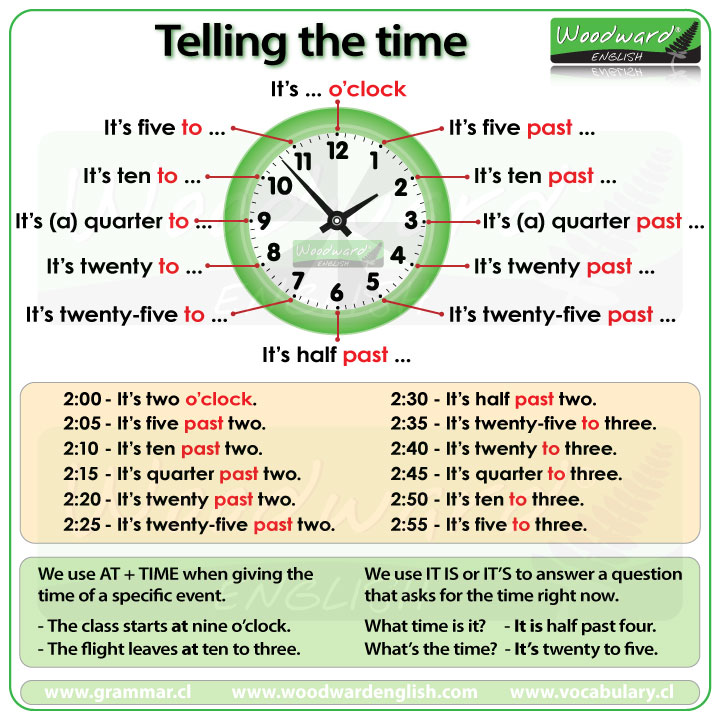 Telling the time
Woodward®
ENGLISH
It's ... o'clock
It's five to ...
It's five past ...
It's ten to ...
It's ten past ...
It's (a) quarter to ...
It's (a) quarter past ...
It's twenty to ...
It's twenty past ...
It's twenty-five to ...
It's twenty-five past ...
It's half past ...
12
1
2
3
4
5
6
7
8
9
10
11
Woodward®
ENGLISH
2:00 - It's two o'clock.
2:05 - It's five past two.
2:10 - It's ten past two.
2:15 - It's quarter past two.
2:20 - It's twenty past two.
2:25 - It's twenty-five past two.
2:30 - It's half past two.
2:35 - It's twenty-five to three.
2:40 - It's twenty to three.
2:45 - It's quarter to three.
2:50 - It's ten to three.
2:55 - It's five to three.
We use AT + TIME when giving the
time of a specific event.
- The class starts at nine o'clock.
- The flight leaves at ten to three.
We use IT IS or IT'S to answer a question
that asks for the time right now.
What time is it? - It is half past four.
What's the time? - It's twenty to five.
www.grammar.cl www.woodwardenglish.com www.vocabulary.cl